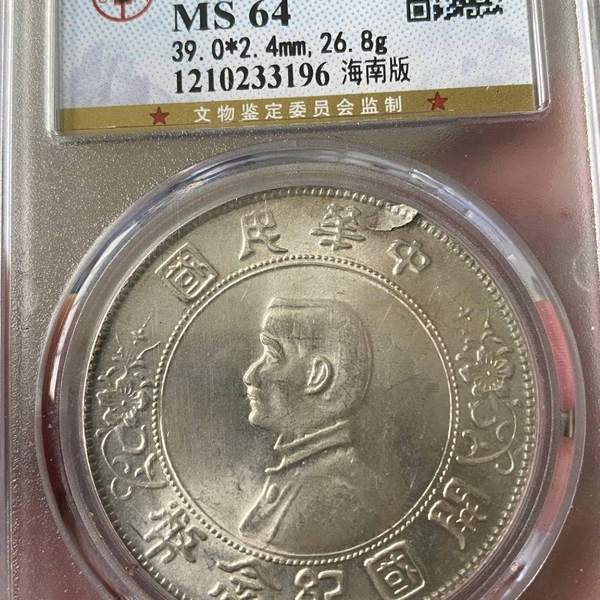 MS 64
39.0*2.4mm, 26.8g
1210233196 海南版
文物鉴定委员会监制
中華民國
開國紀念幣